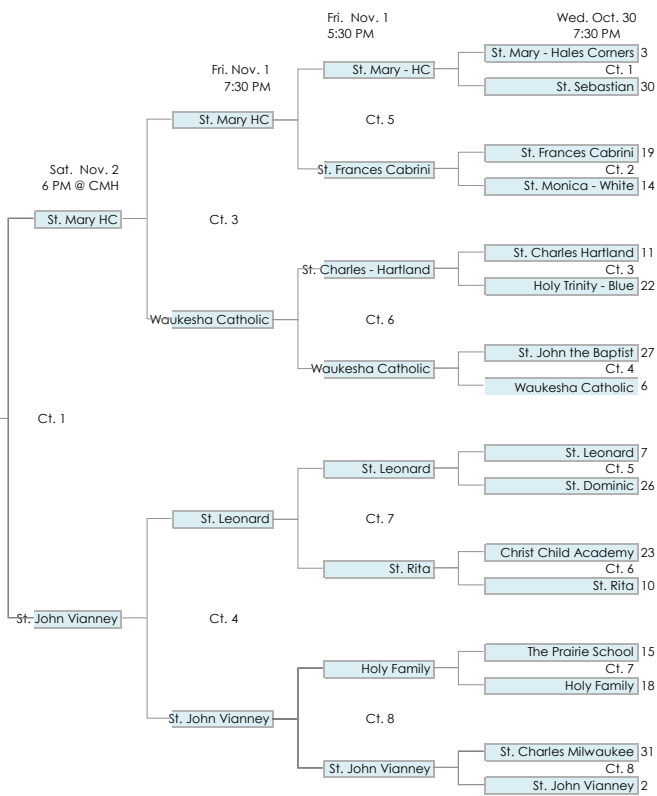 Fri. Nov. 1
5:30 PM
Wed. Oct. 30
7:30 PM
St. Mary - Hales Corners 3
Ct. 1
St. Sebastian 30
Fri. Nov. 1
7:30 PM
St. Mary - HC
St. Mary HC
Ct. 5
St. Frances Cabrini 19
Ct. 2
St. Monica - White 14
St. Frances Cabrini
Sat. Nov. 2
6 PM @ CMH
St. Mary HC
Ct. 3
St. Charles Hartland 11
Ct. 3
Holy Trinity - Blue 22
St. Charles - Hartland
Waukesha Catholic
Ct. 6
St. John the Baptist 27
Ct. 4
Waukesha Catholic 6
Waukesha Catholic
Ct. 1
St. Leonard 7
Ct. 5
St. Dominic 26
St. Leonard
St. Leonard
Ct. 7
Christ Child Academy 23
Ct. 6
St. Rita 10
St. Rita
St. John Vianney
Ct. 4
The Prairie School 15
Ct. 7
Holy Family 18
Holy Family
St. John Vianney
Ct. 8
St. Charles Milwaukee 31
Ct. 8
St. John Vianney 2
St. John Vianney